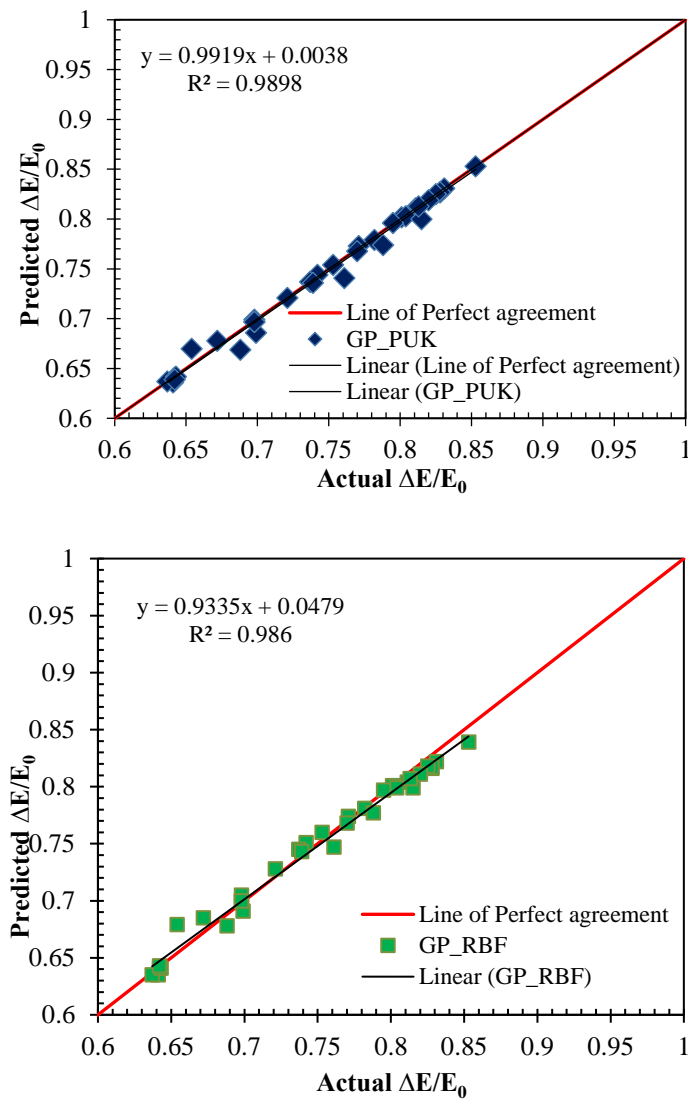 y = 0.9919x + 0.0038
R² = 0.9898
1
0.95
0.9
0.85
0.8
0.75
0.7
0.65
0.6
Predicted ΔE/E₀
Line of Perfect agreement
GP_PUK
Linear (Line of Perfect agreement)
Linear (GP_PUK)
0.6 0.65 0.7 0.75 0.8 0.85 0.9 0.95 1
Actual ΔE/E₀
y = 0.9335x + 0.0479
R² = 0.986
1
0.95
0.9
0.85
0.8
0.75
0.7
0.65
0.6
Predicted ΔE/E₀
Line of Perfect agreement
GP_RBF
Linear (GP_RBF)
0.6 0.65 0.7 0.75 0.8 0.85 0.9 0.95 1
Actual ΔE/E₀